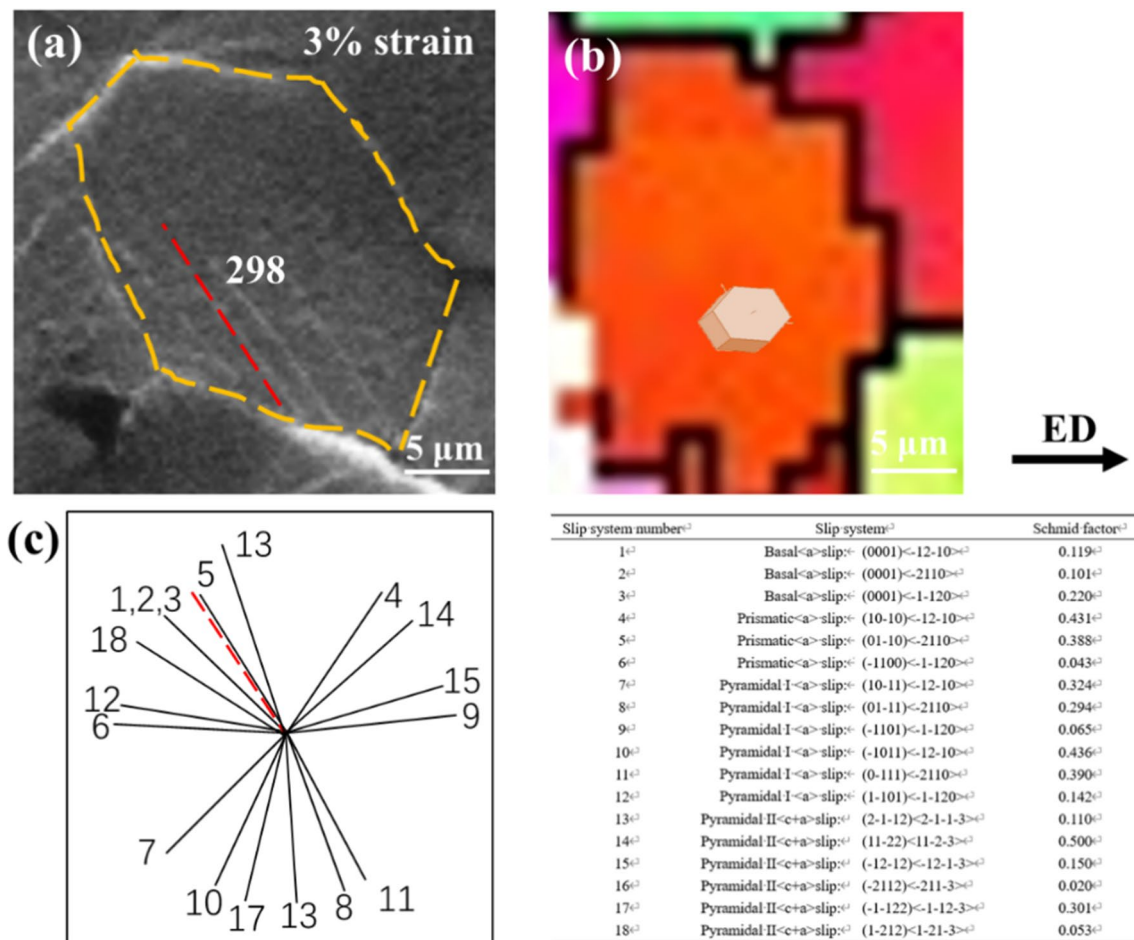 (a)
3% strain
298
5 μm
(b)
5 μm
ED
(c)
13
5
4
1,2,3
14
18
15
12
9
6
7
10
17
13
8
11
Slip system number↵ Slip system↵ Schmid factor↵
1↵ Basal<a>slip:← (0001)<-12-10>↵ 0.119↵
2↵ Basal<a>slip:← (0001)<-2110>↵ 0.101↵
3↵ Basal<a>slip:← (0001)<-1-120>↵ 0.220↵
4↵ Prismatic<a> slip:← (10-10)<-12-10>↵ 0.431↵
5↵ Prismatic<a> slip:← (01-10)<-2110>↵ 0.388↵
6↵ Prismatic<a> slip:← (-1100)<-1-120>↵ 0.043↵
7↵ Pyramidal I <a> slip:← (10-11)<-12-10>↵ 0.324↵
8↵ Pyramidal I <a> slip:← (01-11)<-2110>↵ 0.294↵
9↵ Pyramidal I <a> slip:← (-1101)<-1-120>↵ 0.065↵
10↵ Pyramidal I <a> slip:← (-1011)<-12-10>↵ 0.436↵
11↵ Pyramidal I <a> slip:← (0-111)<-2110>↵ 0.390↵
12↵ Pyramidal I <a> slip:← (1-101)<-1-120>↵ 0.142↵
13↵ Pyramidal II<c+a>slip:↵ (2-1-12)<2-1-1-3>↵ 0.110↵
14↵ Pyramidal II<c+a>slip:↵ (11-22)<11-2-3>↵ 0.500↵
15↵ Pyramidal II<c+a>slip:↵ (-12-12)<-12-1-3>↵ 0.150↵
16↵ Pyramidal II<c+a>slip:↵ (-2112)<-211-3>↵ 0.020↵
17↵ Pyramidal II<c+a>slip:↵ (-1-122)<-1-12-3>↵ 0.301↵
18↵ Pyramidal II<c+a>slip:↵ (1-212)<1-21-3>↵ 0.053↵